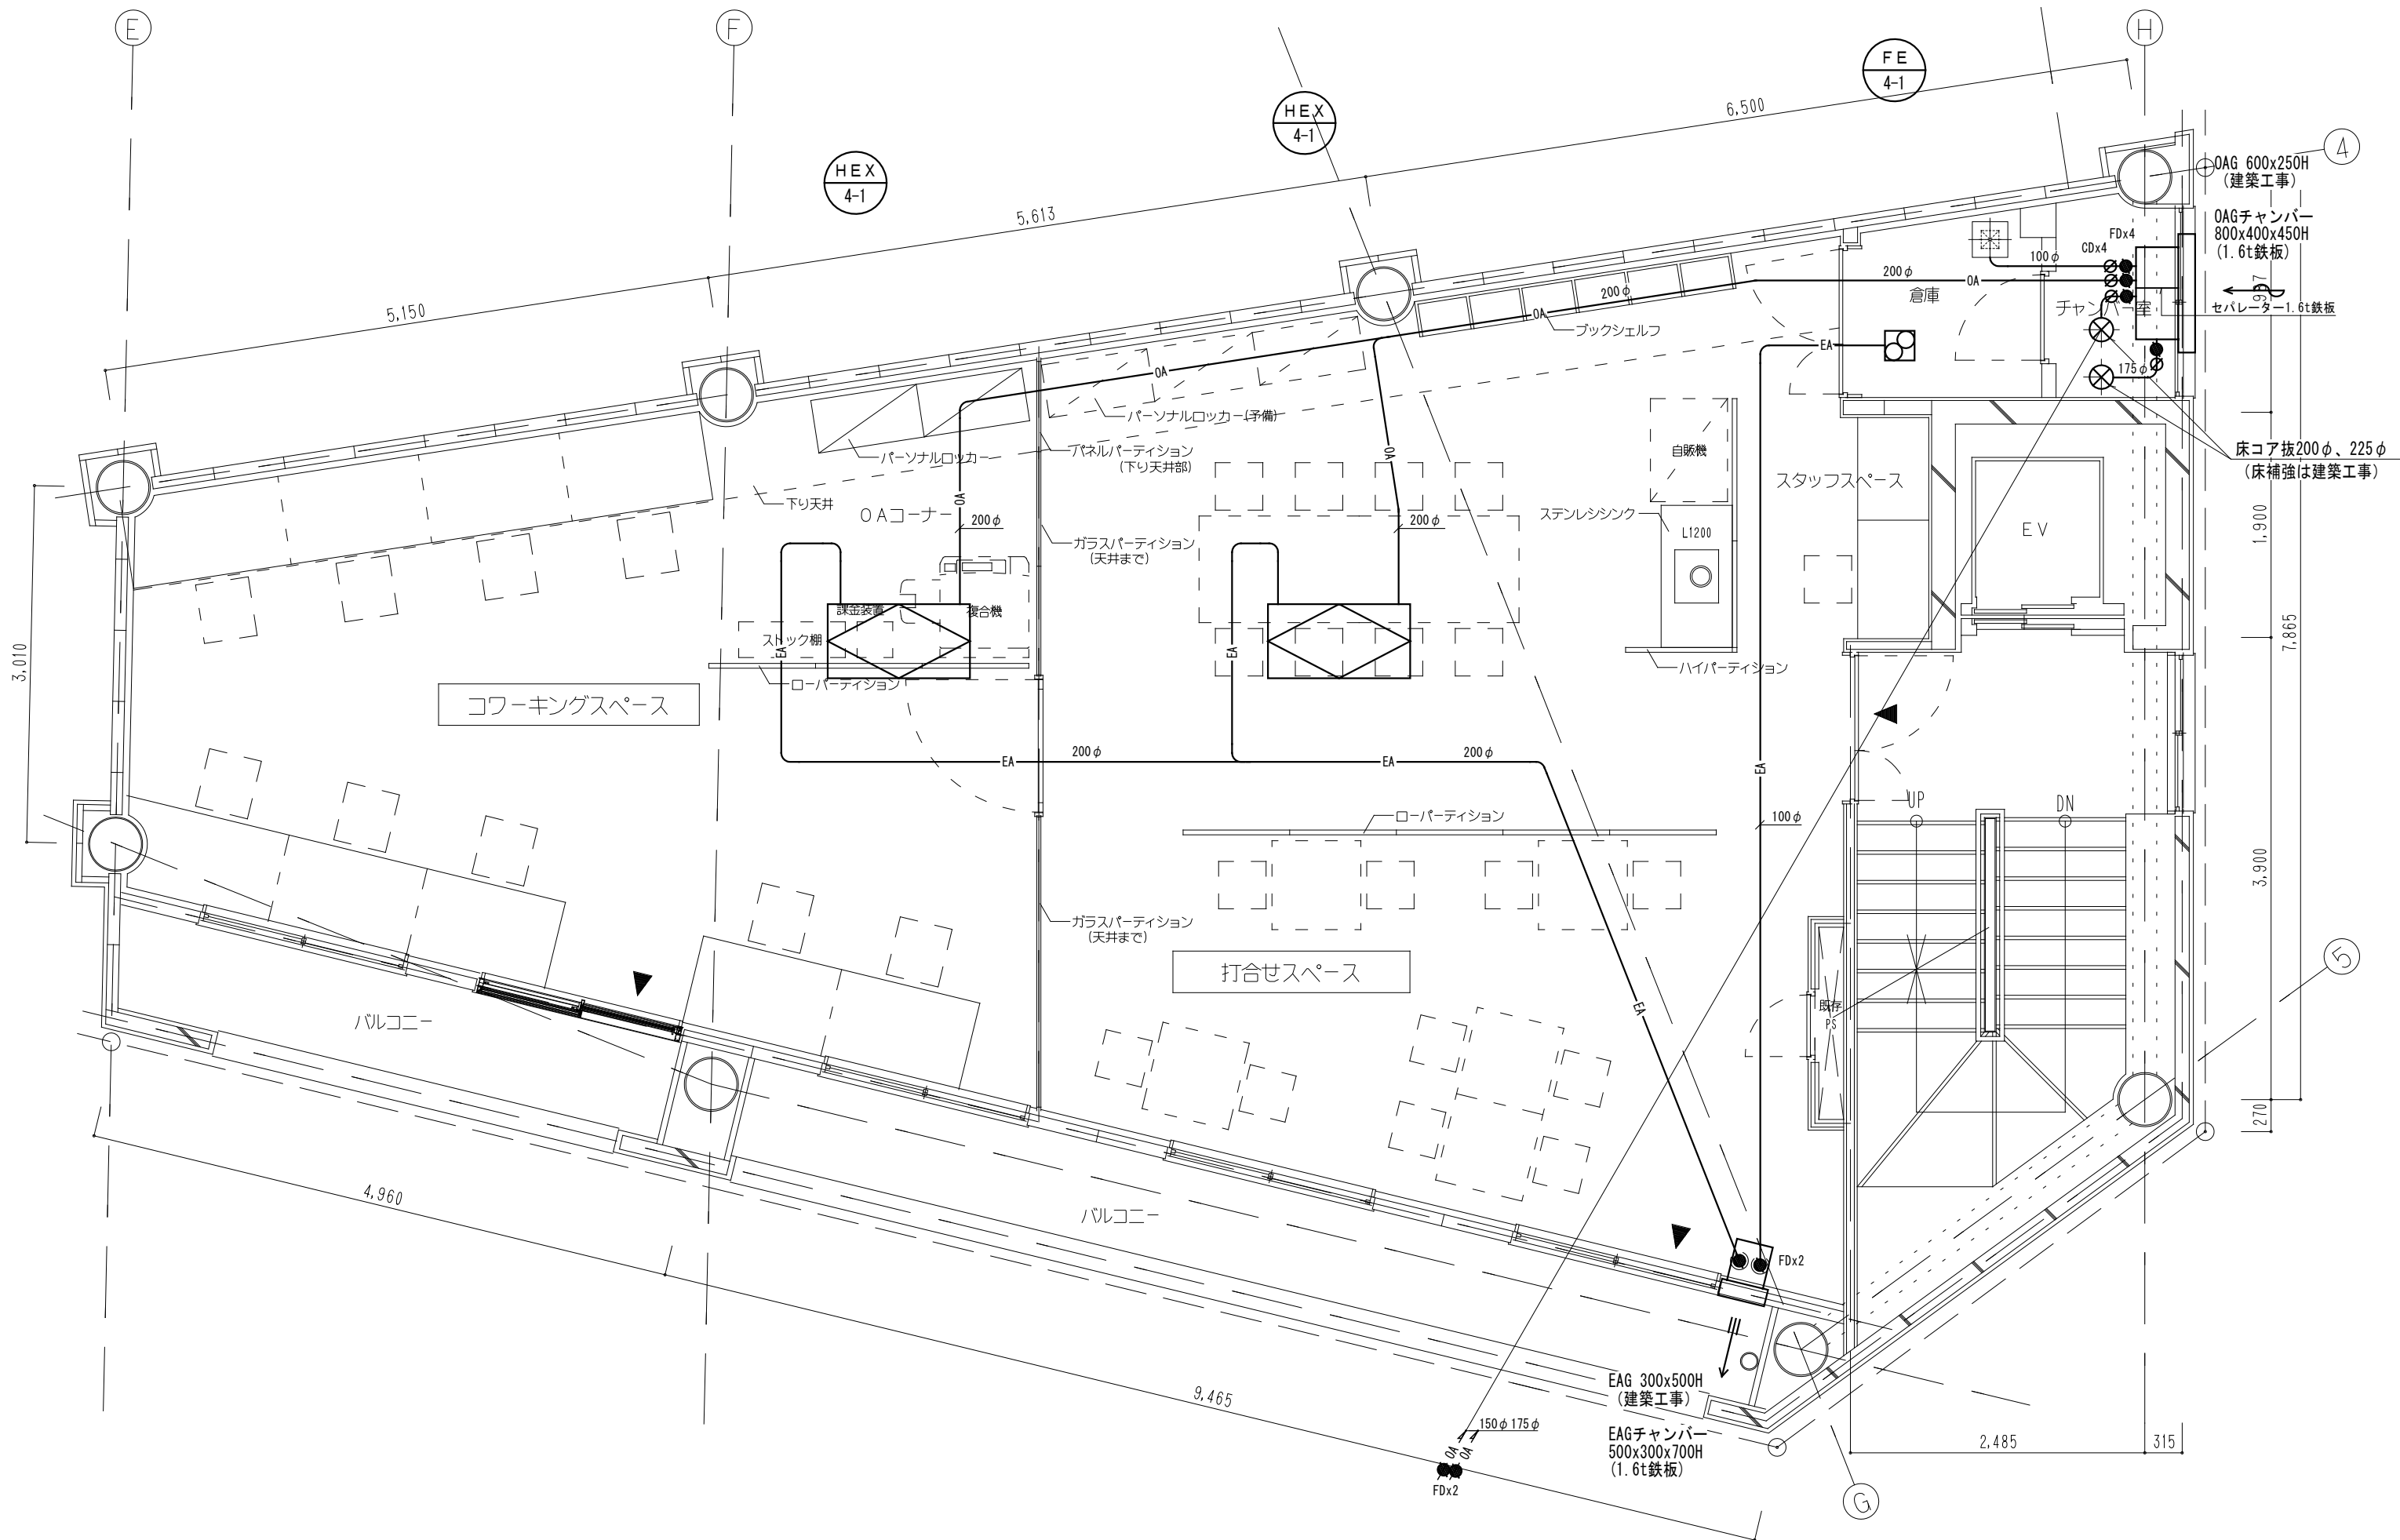 E
F
H
HEX
4-1
HEX
4-1
FE
4-1
6,500
5,613
5,150
4
OAG 600x250H
(建築工事)
OAGチャンバー
800x400x450H
(1.6t鉄板)
FDx4
CDx4
100φ
200φ
OA
倉庫
チャンバー室
セパレーター1.6t鉄板
200φ
OA
ブックシェルフ
EA
175φ
OA
パーソナルロッカー(予備)
パーソナルロッカー
パネルパーティション
(下り天井部)
OA
自販機
床コア抜200φ、225φ
(床補強は建築工事)
スタッフスペース
下り天井
OAコーナー
OA
200φ
200φ
ステンレスシンク
L1200
EV
1,900
ガラスパーティション
(天井まで)
課金装置
複合機
ストック棚
EA
EA
3,010
7,865
ローパーティション
ハイパーティション
コワーキングスペース
EA
200φ
EA
200φ
EA
UP
DN
ローパーティション
100φ
3,900
ガラスパーティション
(天井まで)
打合せスペース
5
EA
既存
PS
バルコニー
270
4,960
バルコニー
FDx2
9,465
EAG 300x500H
(建築工事)
150φ 175φ
EAGチャンバー
500x300x700H
(1.6t鉄板)
OA
OA
FDx2
2,485
315
G